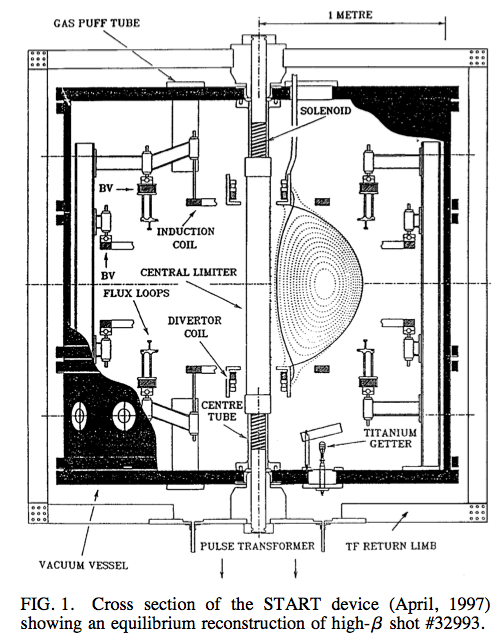 GAS PUFF TUBE
1 METRE
SOLENOID
BV
INDUCTION
COIL
CENTRAL LIMITER
BV
FLUX LOOPS
DIVERTOR
COIL
CENTRE
TUBE
TITANIUM
GETTER
PULSE TRANSFORMER
TF RETURN LIMB
VACUUM VESSEL
FIG. 1. Cross section of the START device (April, 1997)
showing an equilibrium reconstruction of high-β shot #32993.